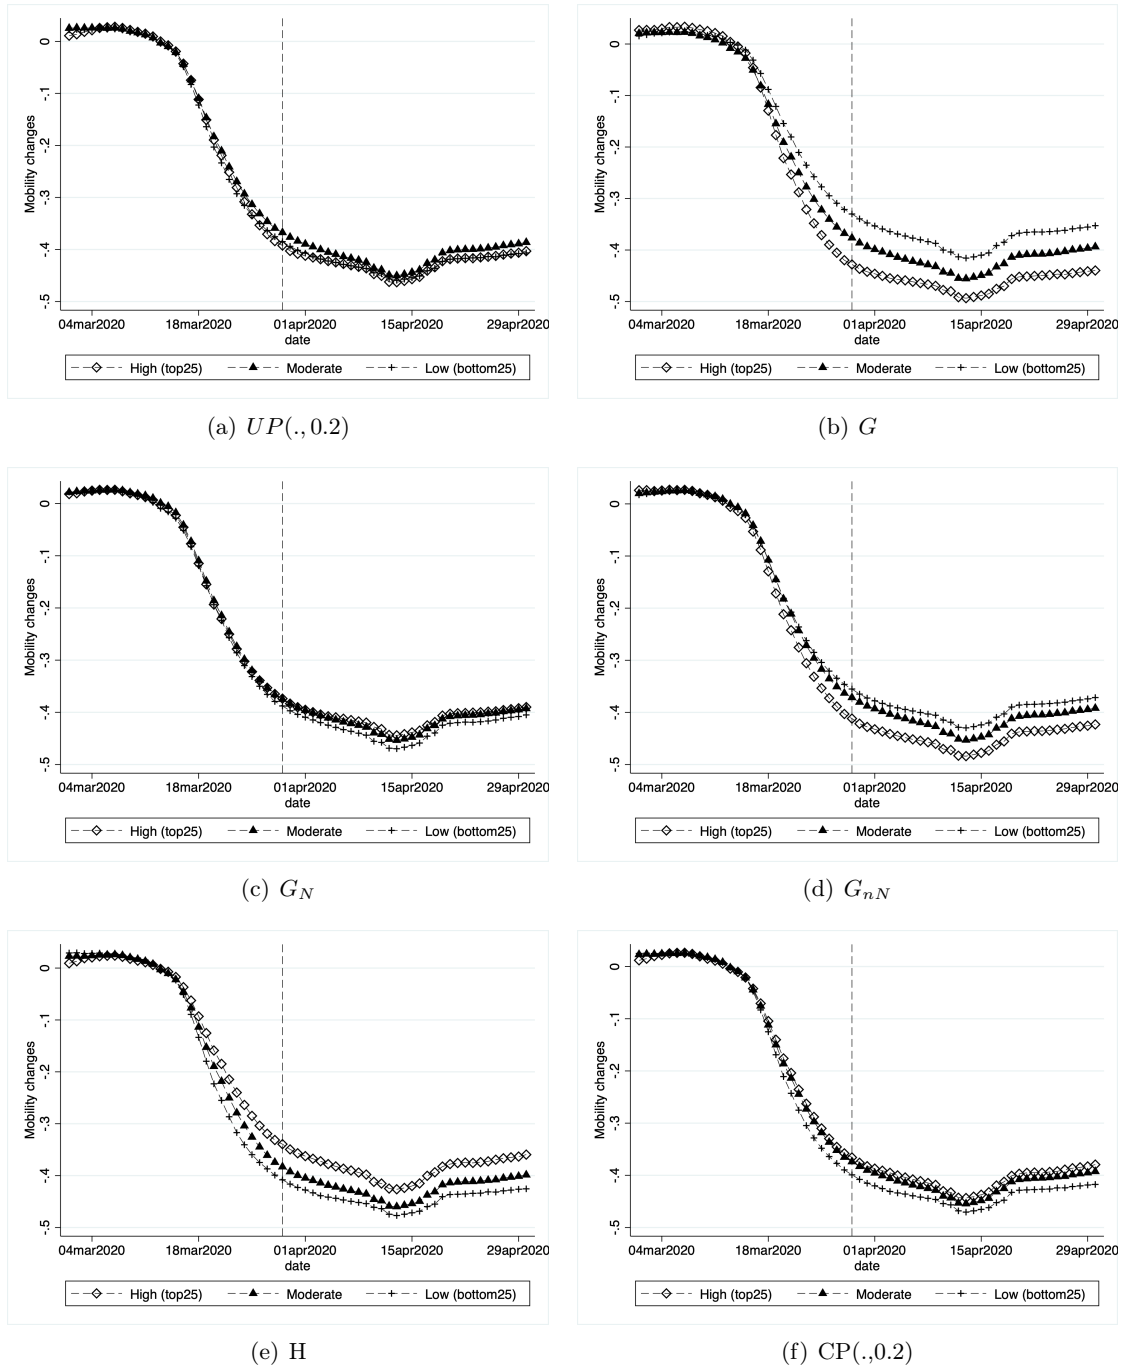 Mobility changes
0
-.1
-.2
-.3
-.4
-.5
04mar2020 18mar2020 01apr2020 15apr2020 29apr2020
date
High (top25) Moderate Low (bottom25)
(a) UP(.,0.2)
Mobility changes
0
-.1
-.2
-.3
-.4
-.5
04mar2020 18mar2020 01apr2020 15apr2020 29apr2020
date
High (top25) Moderate Low (bottom25)
(b) G
Mobility changes
0
-.1
-.2
-.3
-.4
-.5
04mar2020 18mar2020 01apr2020 15apr2020 29apr2020
date
High (top25) Moderate Low (bottom25)
(c) G_N
Mobility changes
0
-.1
-.2
-.3
-.4
-.5
04mar2020 18mar2020 01apr2020 15apr2020 29apr2020
date
High (top25) Moderate Low (bottom25)
(d) G_{nN}
Mobility changes
0
-.1
-.2
-.3
-.4
-.5
04mar2020 18mar2020 01apr2020 15apr2020 29apr2020
date
High (top25) Moderate Low (bottom25)
(e) H
Mobility changes
0
-.1
-.2
-.3
-.4
-.5
04mar2020 18mar2020 01apr2020 15apr2020 29apr2020
date
High (top25) Moderate Low (bottom25)
(f) CP(.,0.2)